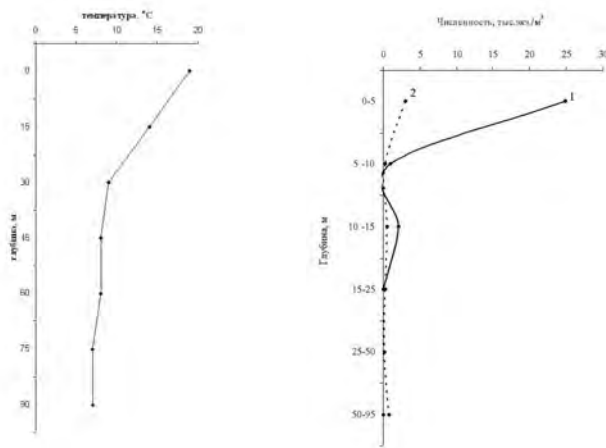 температура, °С
0 5 10 15 20
0
15
30
45
60
75
90
глубина, м
Численность, тыс.экз/м³
0 5 10 15 20 25 30
0-5
5 -10
10 -15
15-25
25-50
50-95
Глубина, м
2
1